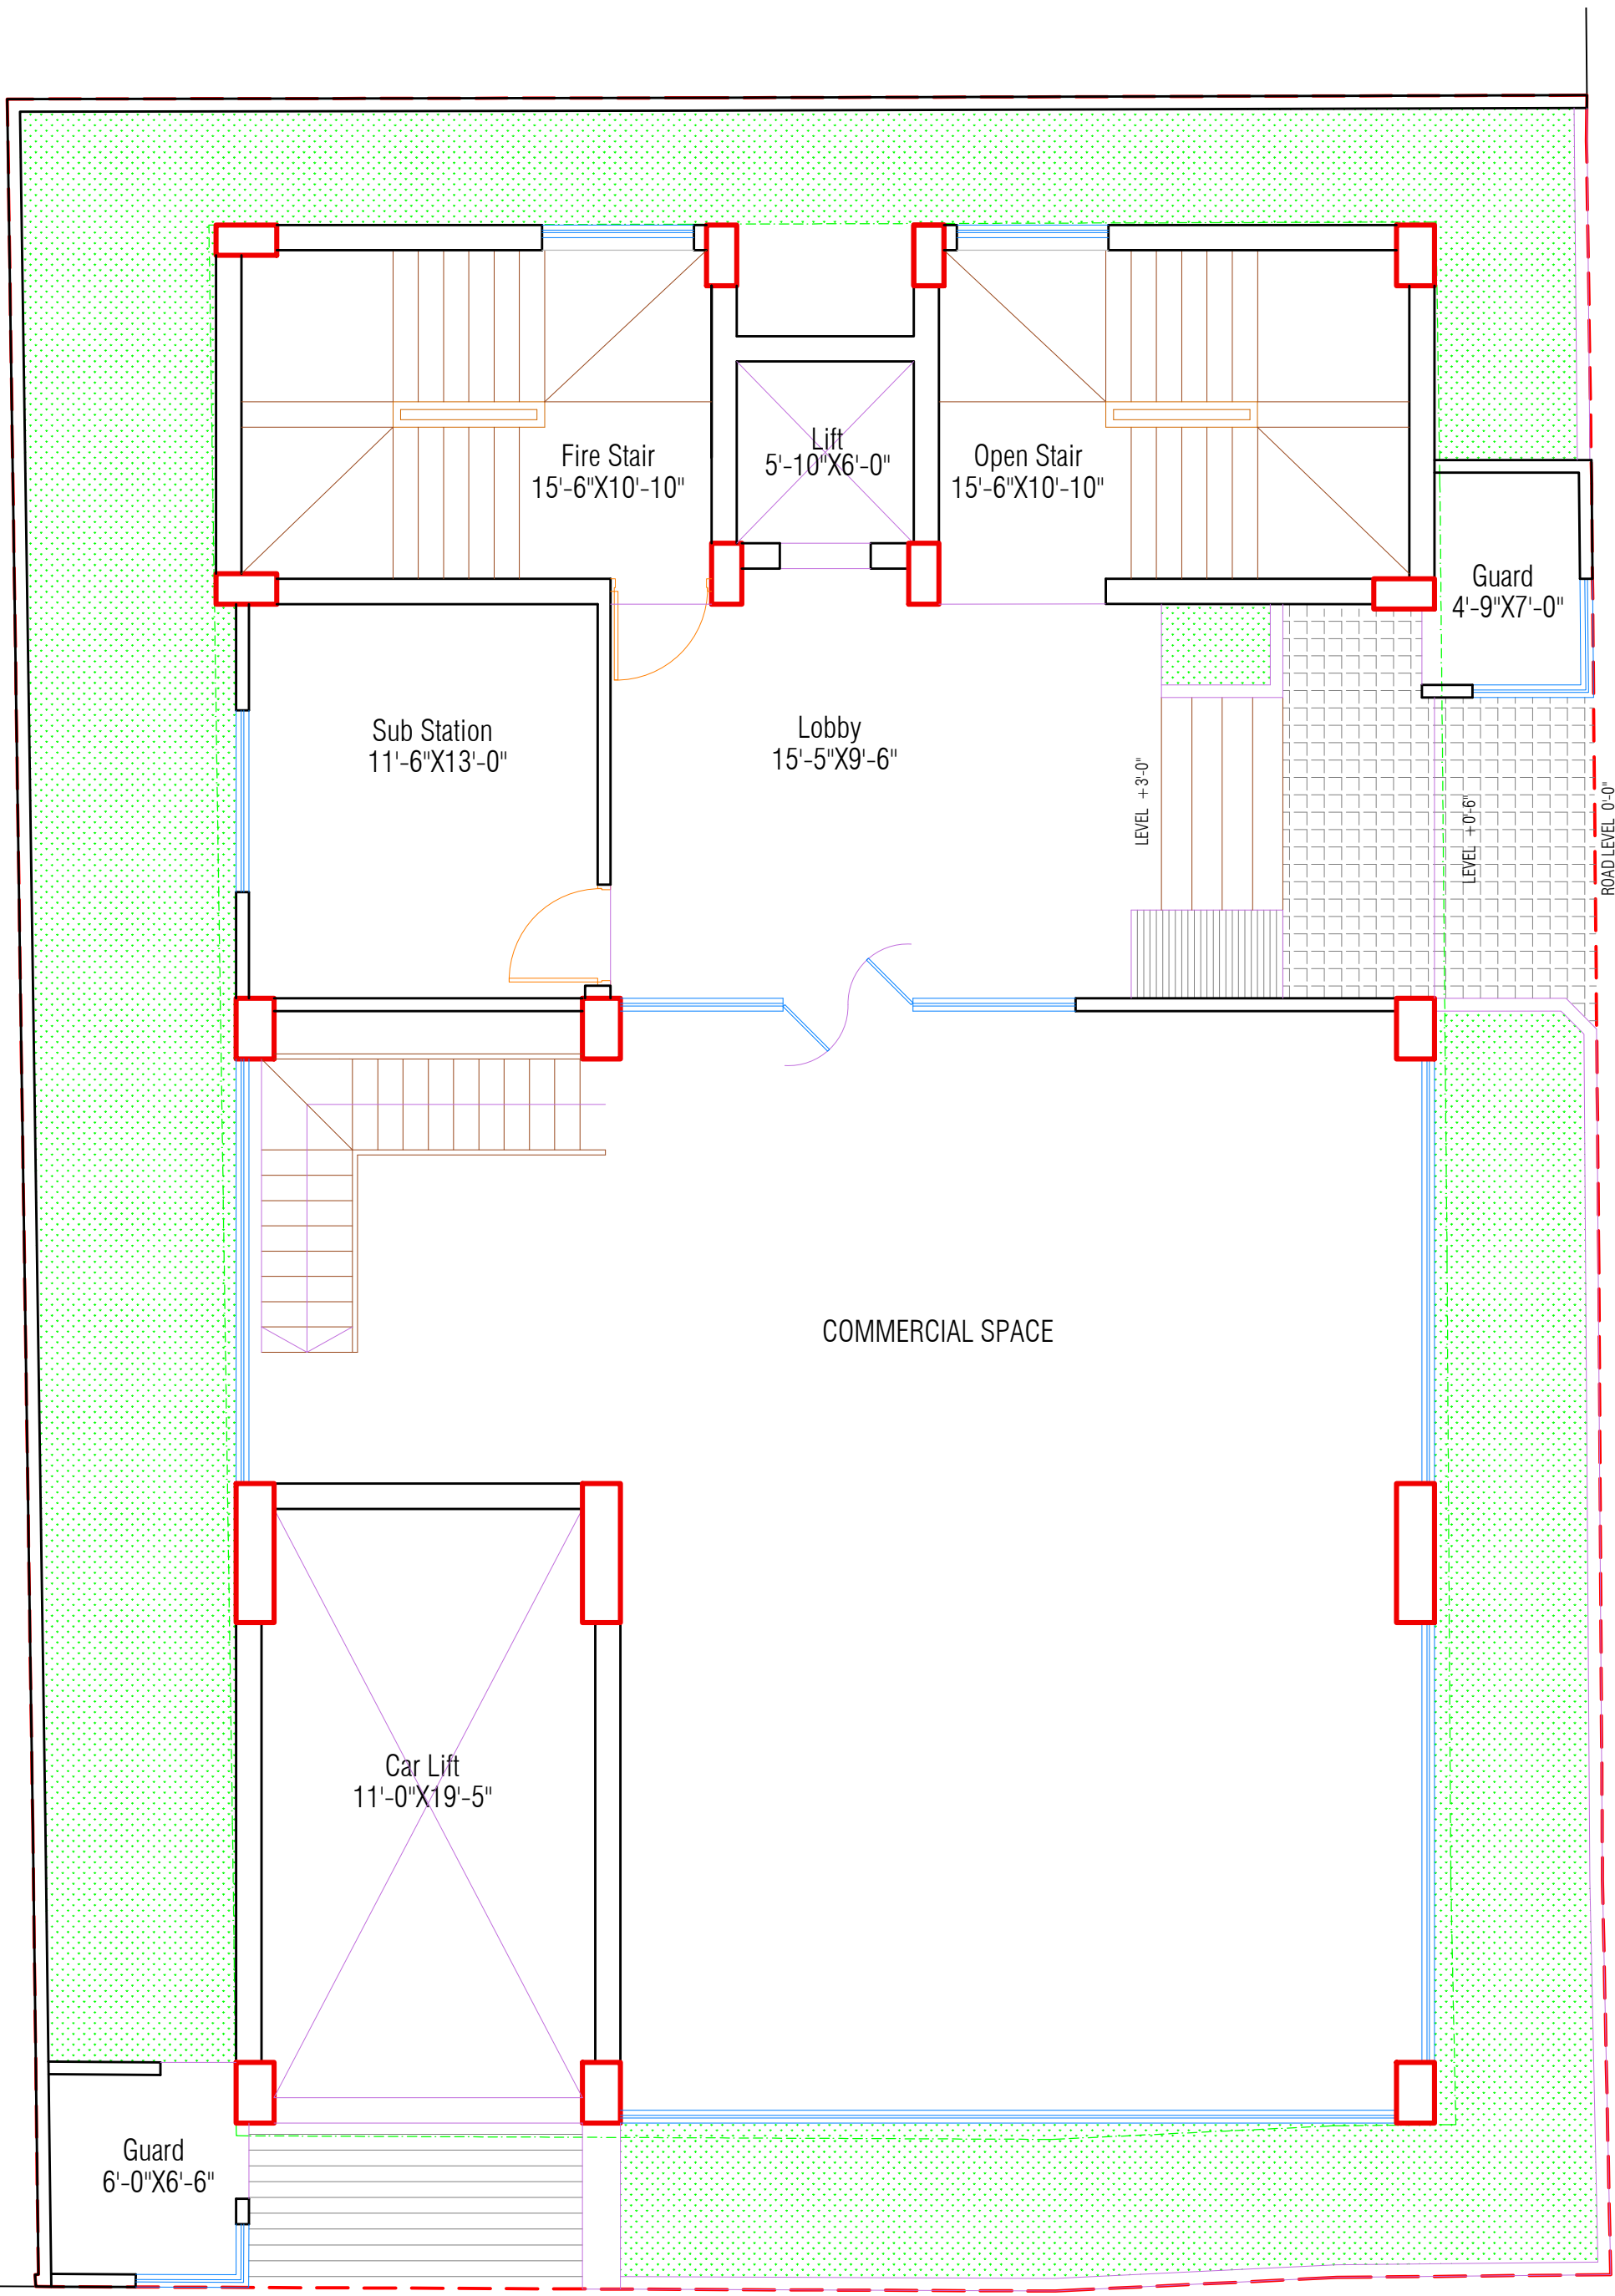 Lift
5'-10"X6'-0"
Fire Stair
15'-6"X10'-10"
Open Stair
15'-6"X10'-10"
Guard
4'-9"X7'-0"
Sub Station
11'-6"X13'-0"
Lobby
15'-5"X9'-6"
LEVEL +3'-0"
LEVEL +0'-6"
ROAD LEVEL 0'-0"
COMMERCIAL SPACE
Car Lift
11'-0"X19'-5"
Guard
6'-0"X6'-6"